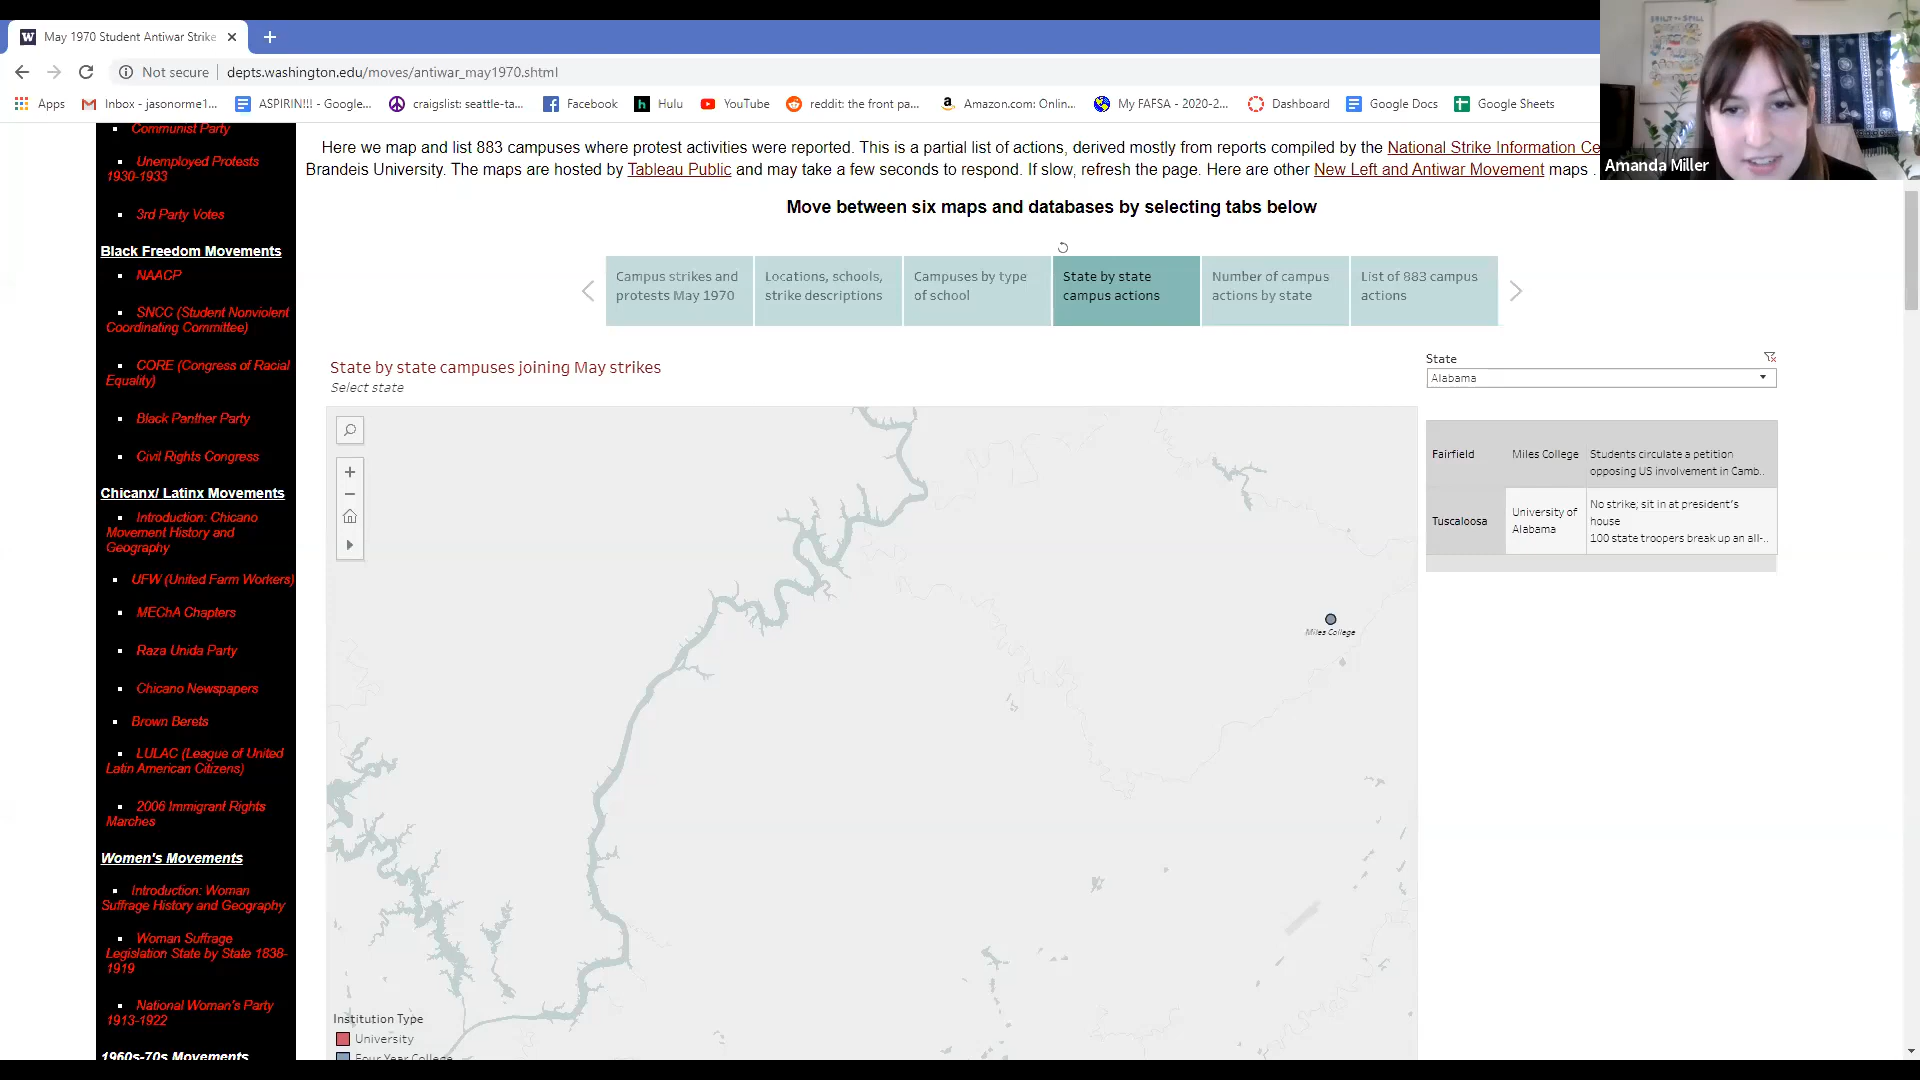 May 1970 Student Antiwar Strike
Not secure
depts.washington.edu/moves/antiwar_may1970.shtml
Apps
Inbox - jasonorme1...
ASPIRIN!!! - Google...
craigslist: seattle-ta...
Facebook
Hulu
YouTube
reddit: the front pa...
Amazon.com: Onlin...
My FAFSA - 2020-2...
Dashboard
Google Docs
Google Sheets
Amanda Miller
Communist Party
Unemployed Protests
1930-1933
3rd Party Votes
Black Freedom Movements
NAACP
SNCC (Student Nonviolent
Coordinating Committee)
CORE (Congress of Racial
Equality)
Black Panther Party
Civil Rights Congress
Chicanx/ Latinx Movements
Introduction: Chicano
Movement History and
Geography
UFW (United Farm Workers)
MEChA Chapters
Raza Unida Party
Chicano Newspapers
Brown Berets
LULAC (League of United
Latin American Citizens)
2006 Immigrant Rights
Marches
Women's Movements
Introduction: Woman
Suffrage History and Geography
Woman Suffrage
Legislation State by State 1838-
1919
National Woman's Party
1913-1922
1960s-70s Movements
Here we map and list 883 campuses where protest activities were reported. This is a partial list of actions, derived mostly from reports compiled by the National Strike Information Ce
Brandeis University. The maps are hosted by Tableau Public and may take a few seconds to respond. If slow, refresh the page. Here are other New Left and Antiwar Movement maps .
Move between six maps and databases by selecting tabs below
Campus strikes and
protests May 1970
Locations, schools,
strike descriptions
Campuses by type
of school
State by state
campus actions
Number of campus
actions by state
List of 883 campus
actions
State by state campuses joining May strikes
Select state
State
Alabama
Fairfield
Miles College
Students circulate a petition
opposing US involvement in Camb..
Tuscaloosa
University of
Alabama
No strike; sit in at president's
house
100 state troopers break up an all-..
Miles College
Institution Type
University
Four Year College